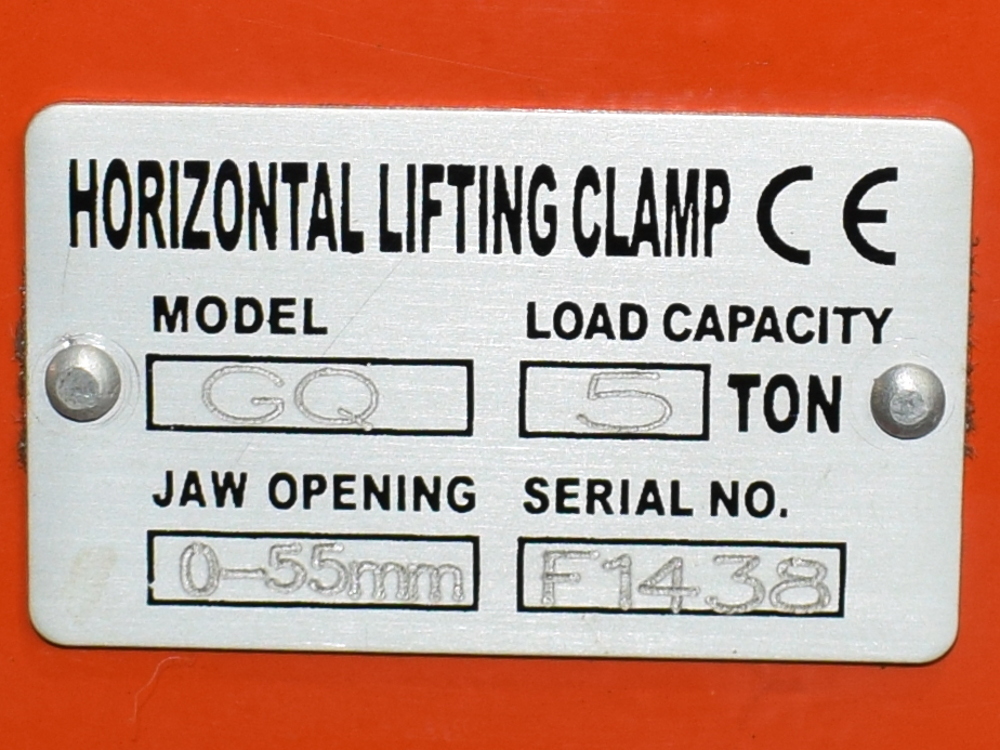 HORIZONTAL LIFTING CLAMP CE
MODEL LOAD CAPACITY
GQ 5 TON
JAW OPENING SERIAL NO.
0-55mm F1438